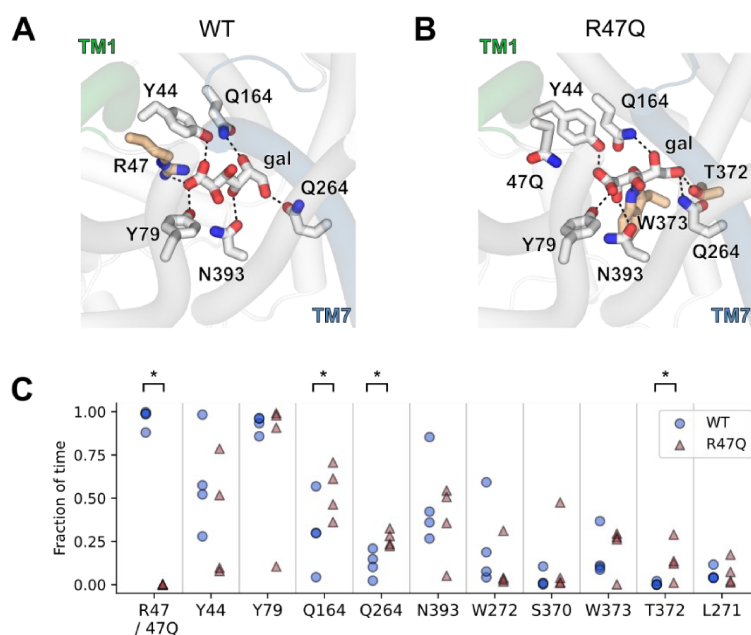 A
WT
TM1
Y44
Q164
R47
gal
Q264
Y79
N393
TM7
B
R47Q
TM1
Y44
Q164
gal
T372
47Q
W373
Y79
Q264
N393
TM7
C
* * * *
1.00
0.75
0.50
0.25
0.00
Fraction of time
WT
R47Q
R47 Y44 Y79 Q164 Q264 N393 W272 S370 W373 T372 L271
/ 47Q